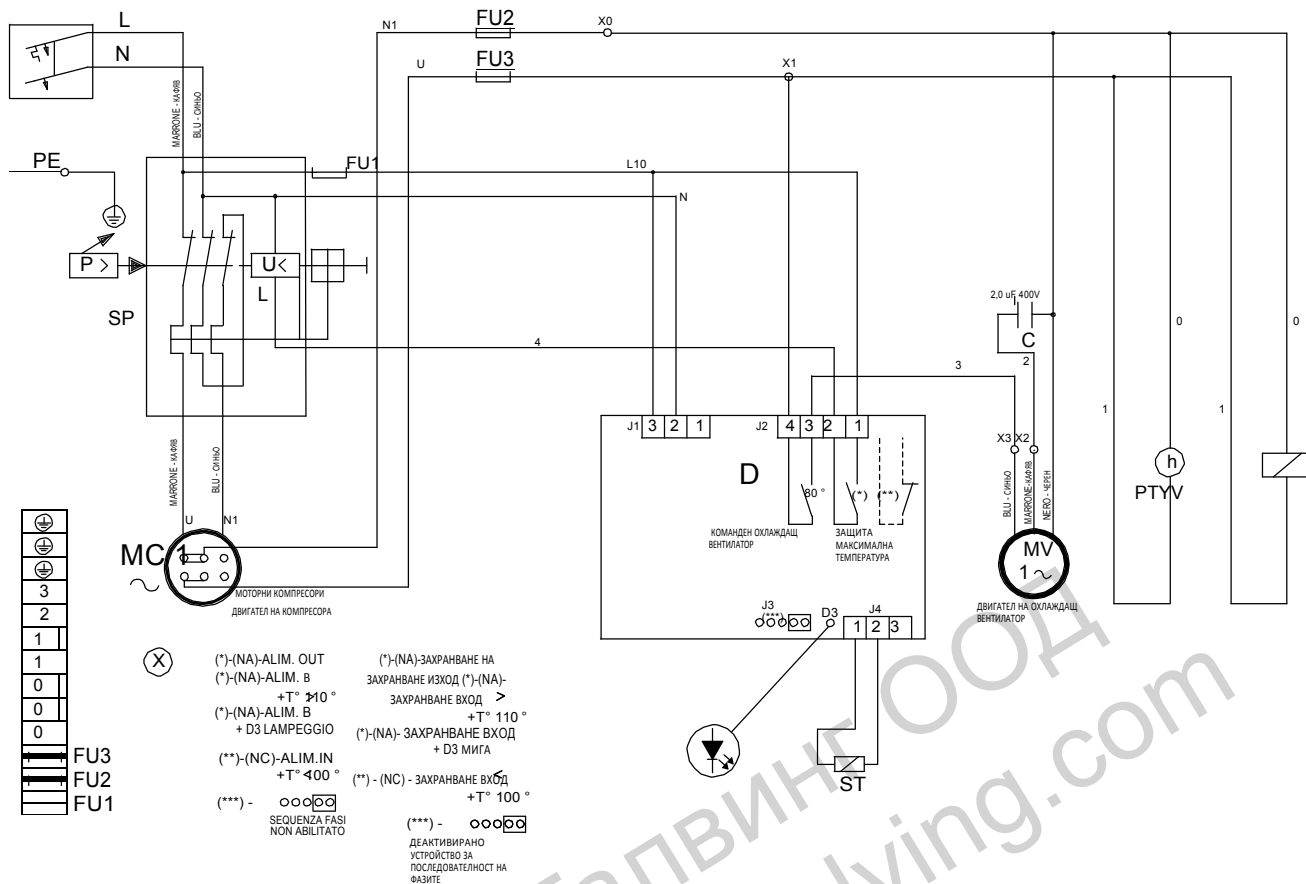 L
N
MARRONE - КАФЯВ
BLU - СИНЬО
PE
P >
SP
U<
L
FU1
N1
U
FU2
FU3
X0
X1
L10
N
4
3
2,0 uF 400V
C
2
0
0
1
1
J1 3 2 1
J2 4 3 2 1
D
80 °
(*)
(**)
КОМАНДЕН ОХЛАЖДАЩ
ВЕНТИЛАТОР
ЗАЩИТА
МАКСИМАЛНА
ТЕМПЕРАТУРА
J3
(***)
D3
J4
1 2 3
X3 X2
BLU - СИНЬО
MARRONE-КАФЯВ
NERO - ЧЕРЕН
MV
1 ~
ДВИГАТЕЛ НА ОХЛАЖДАЩ
ВЕНТИЛАТОР
h
PTYV
MARRONE - КАФЯВ
BLU - СИНЬО
U
N1
MC 1
~
МОТОРНИ КОМПРЕСОРИ
ДВИГАТЕЛ НА КОМПРЕСОРА
3
2
1
1
0
0
0
FU3
FU2
FU1
X
(*)-(NA)-ALIM. OUT
(*)-(NA)-ALIM. в
+T° > 110 °
(*)-(NA)-ALIM. В
+ D3 LAMPEGGIO
(**)-(NC)-ALIM.IN
+T° < 100 °
(***) -
SEQUENZA FASI
NON ABILITATO
(*)-(NA)-ЗАХРАНВАНЕ НА
ЗАХРАНВАНЕ ИЗХОД (*)-(NA)-
ЗАХРАНВАНЕ ВХОД >
+T° 110 °
(*)-(NA)- ЗАХРАНВАНЕ ВХОД
+ D3 МИГА
(**) - (NC) - ЗАХРАНВАНЕ ВХОД <
+T° 100 °
(***) -
ДЕАКТИВИРАНО
УСТРОЙСТВО ЗА
ПОСЛЕДОВАТЕЛНОСТ НА
ФАЗИТЕ
ST